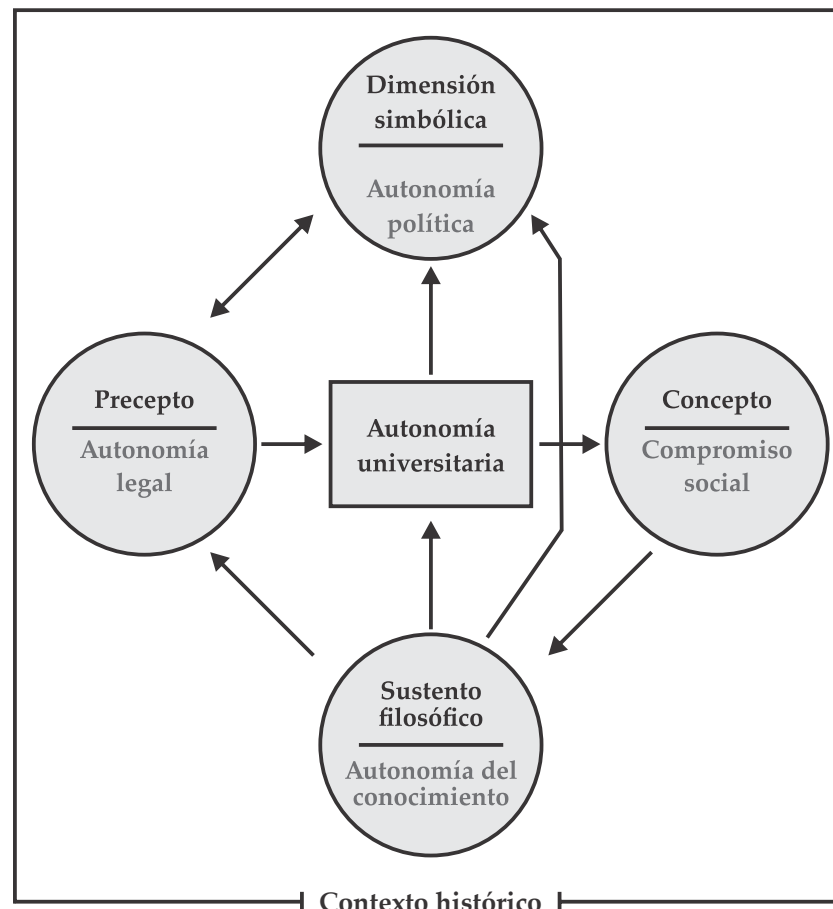 Dimensión
simbólica
Autonomía
política
Precepto
Autonomía
legal
Autonomía
universitaria
Concepto
Compromiso
social
Sustento
filosófico
Autonomía del
conocimiento
Contexto histórico